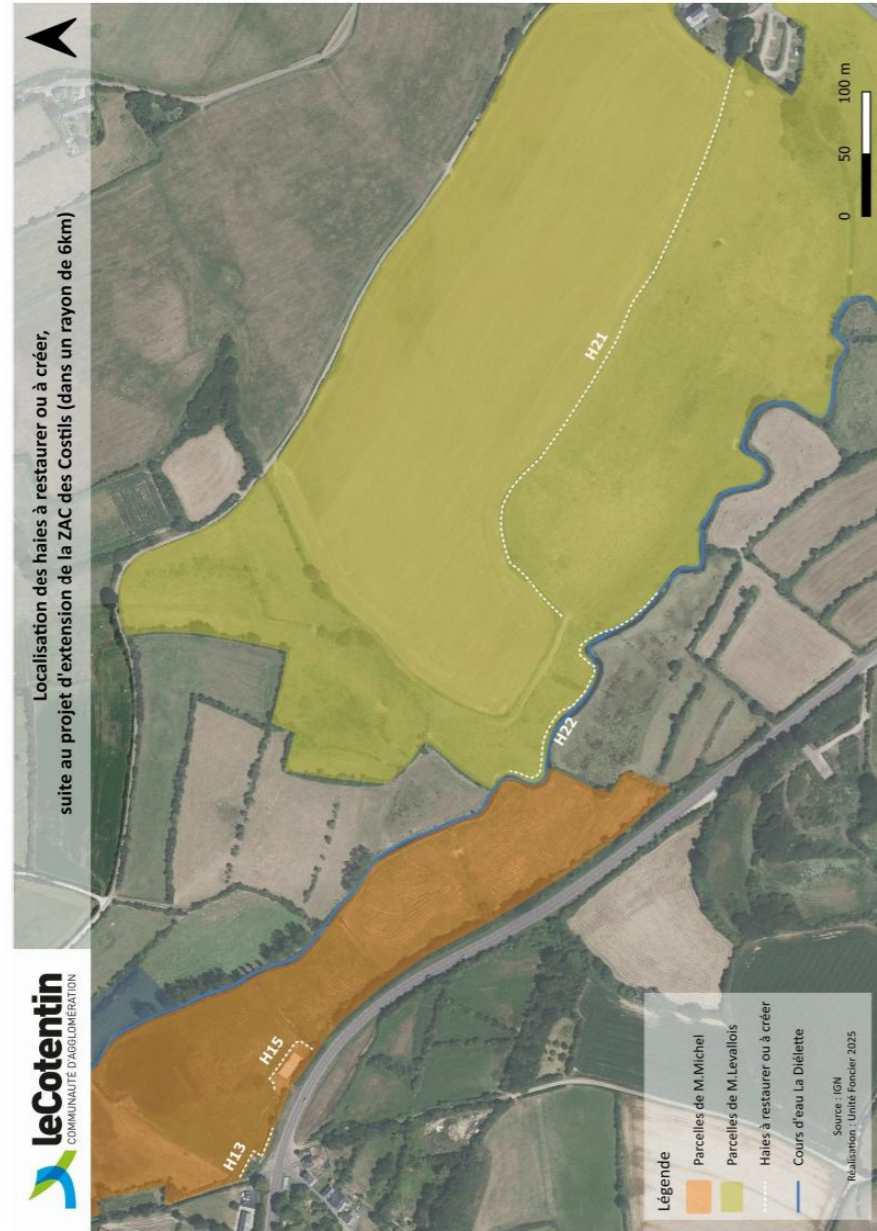 leCotentin
COMMUNAUTÉ D'AGGLOMÉRATION
Localisation des haies à restaurer ou à créer,
suite au projet d'extension de la ZAC des Costils (dans un rayon de 6km)
H13
H15
H22
H21
Légende
Parcelles de M.Michel
Parcelles de M.Levallois
Haies à restaurer ou à créer
Cours d'eau La Diélette
Source : IGN
Réalisation : Unité Foncier 2025
0 50 100 m